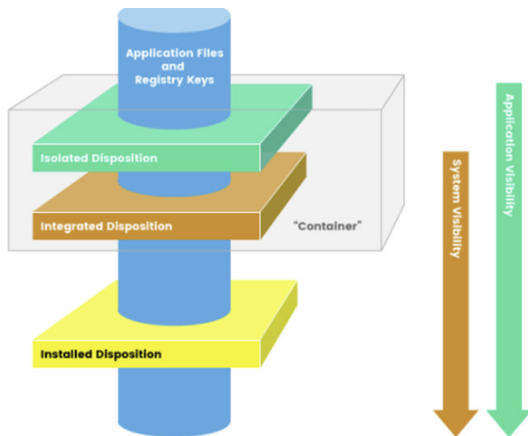 Application Files
and
Registry Keys
Isolated Disposition
Integrated Disposition
"Container"
Installed Disposition
System Visibility
Application Visibility